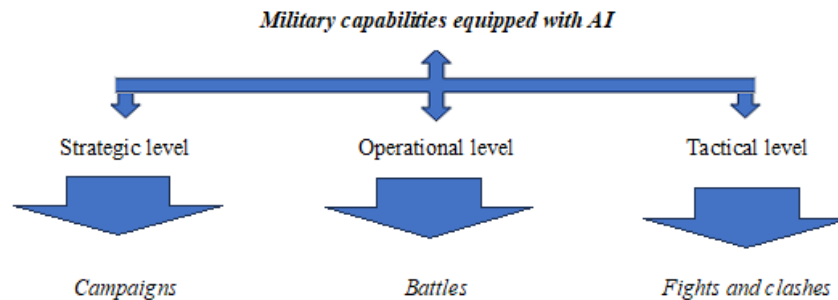 Military capabilities equipped with AI
Strategic level
Operational level
Tactical level
Campaigns
Battles
Fights and clashes